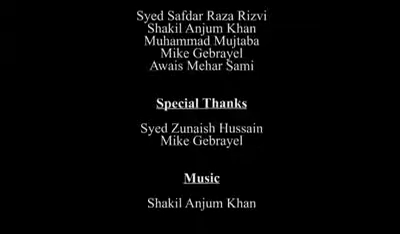 Syed Safdar Raza Rizvi
Shakil Anjum Khan
Muhammad Mujtaba
Mike Gebrayel
Awais Mehar Sami
Special Thanks
Syed Zunaish Hussain
Mike Gebrayel
Music
Shakil Anjum Khan